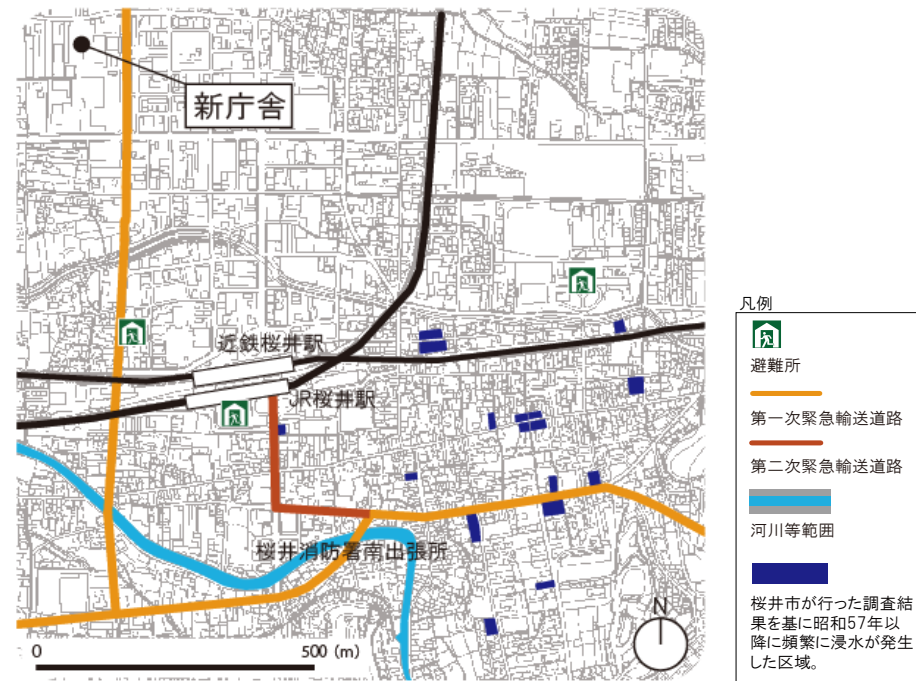 新庁舎
近鉄桜井駅
JR桜井駅
桜井消防署南出張所
N
0 500 (m)
凡例
避難所
第一次緊急輸送道路
第二次緊急輸送道路
河川等範囲
桜井市が行った調査結
果を基に昭和57年以
降に頻繁に浸水が発生
した区域。